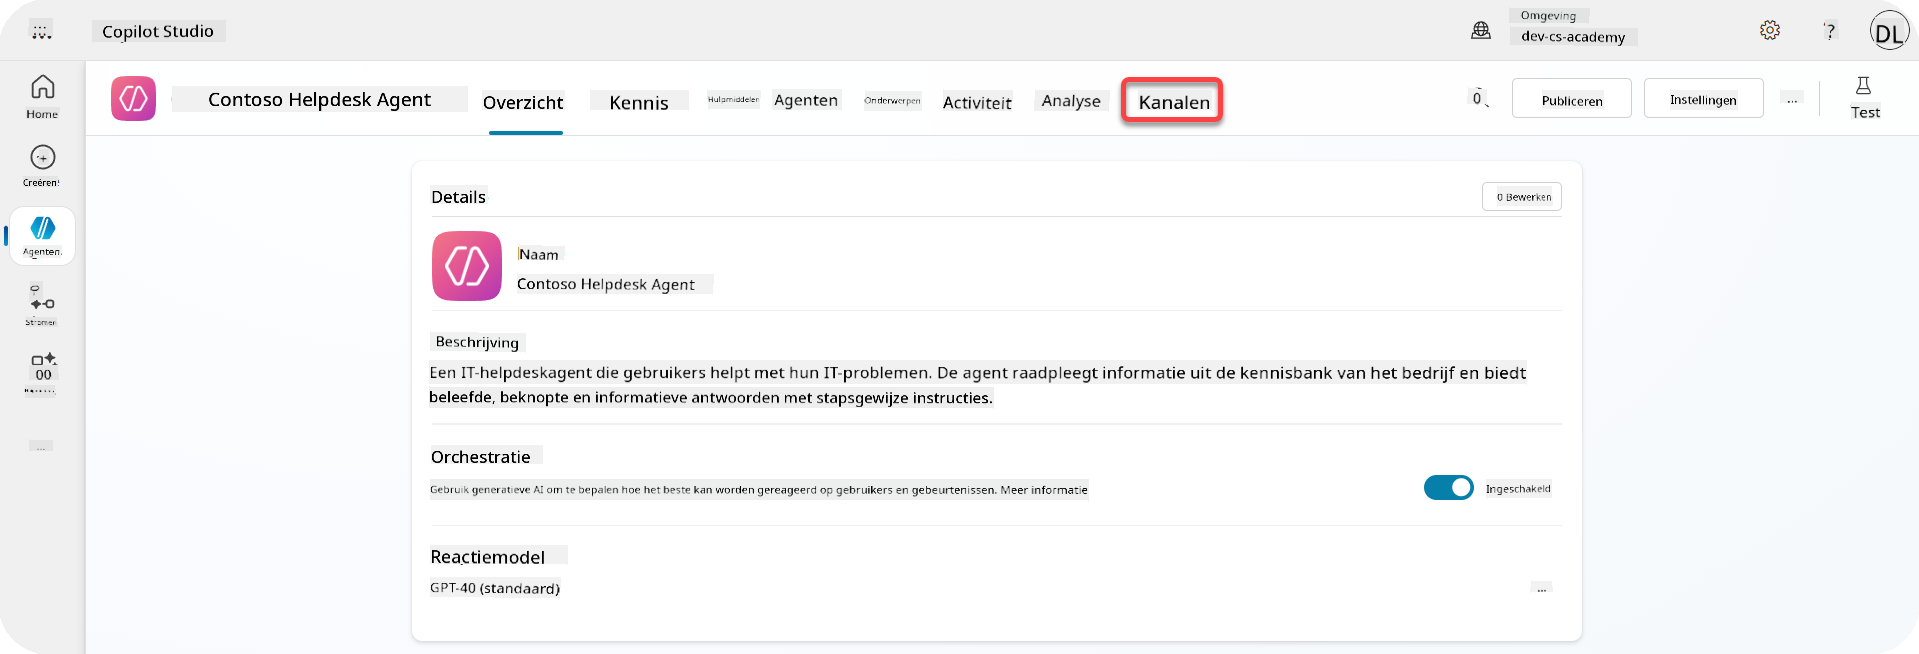 Copilot Studio
Omgeving
dev-cs-academy
?
DL
Contoso Helpdesk Agent
Overzicht
Kennis
Hulpmiddelen
Agenten
Onderwerpen
Activiteit
Analyse
Kanalen
0
Publiceren
Instellingen
...
Test
Home
Creëren!
Agenten.
Stromen
00
...
Details
0 Bewerken
Naam
Contoso Helpdesk Agent
Beschrijving
Een IT-helpdeskagent die gebruikers helpt met hun IT-problemen. De agent raadpleegt informatie uit de kennisbank van het bedrijf en biedt
beleefde, beknopte en informatieve antwoorden met stapsgewijze instructies.
Orchestratie
Gebruik generatieve AI om te bepalen hoe het beste kan worden gereageerd op gebruikers en gebeurtenissen. Meer informatie
Ingeschakeld
Reactiemodel
GPT-40 (standaard)
...